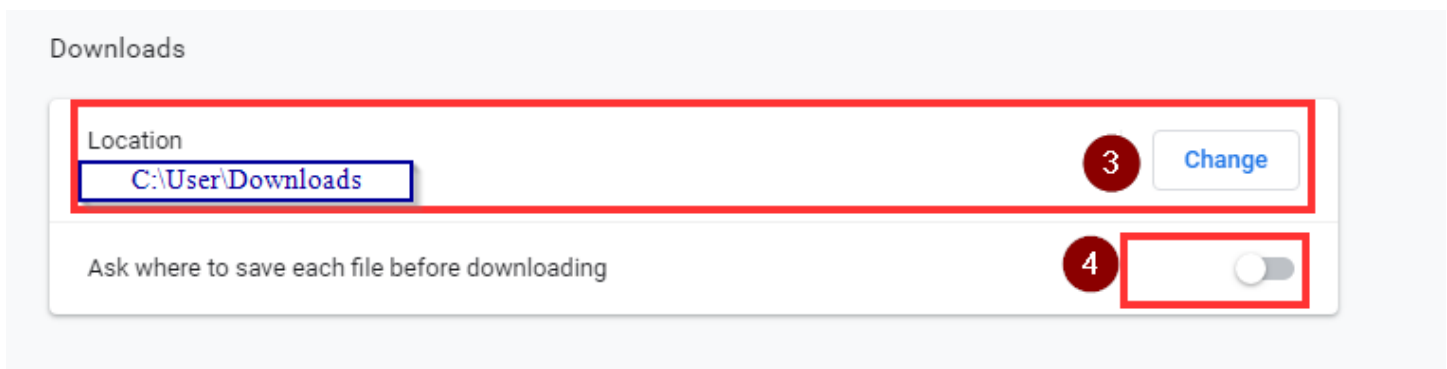 Downloads
Location
3
Change
C:\User\Downloads
Ask where to save each file before downloading
4